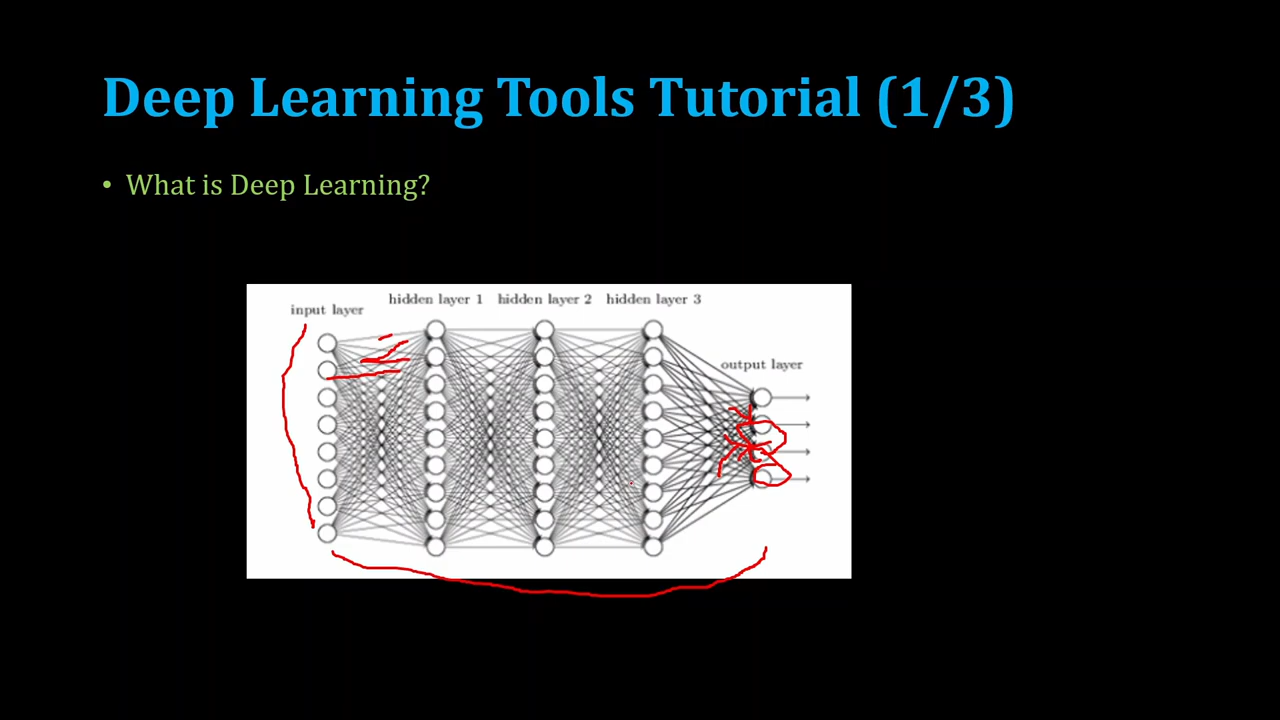 Deep Learning Tools Tutorial (1/3)
• What is Deep Learning?
input layer
hidden layer 1 hidden layer 2 hidden layer 3
output layer